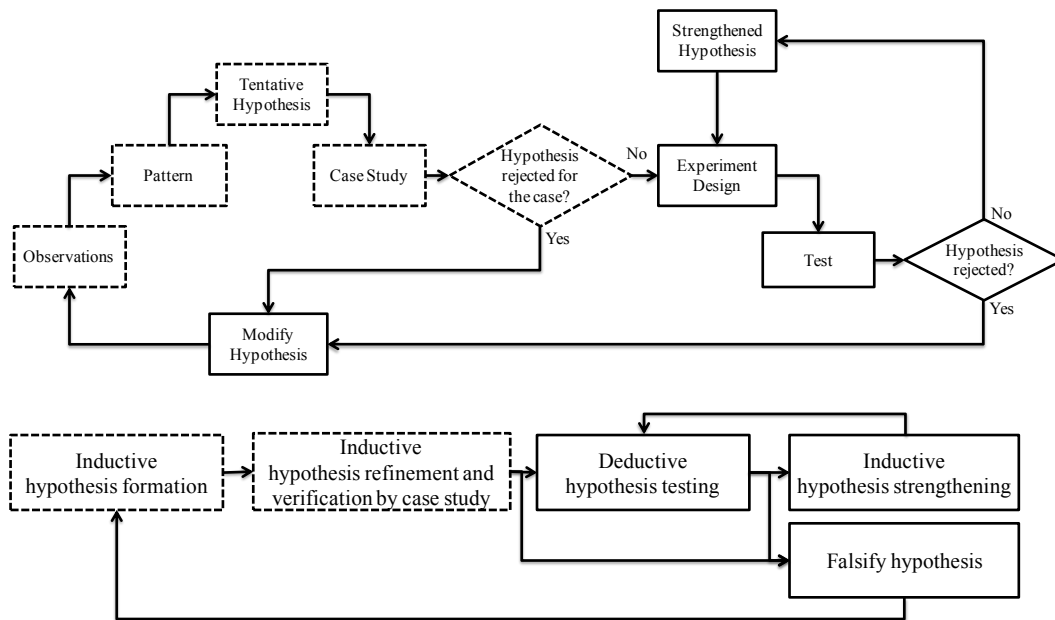 Strengthened
Hypothesis
Tentative
Hypothesis
Pattern
Case Study
Hypothesis
rejected for
the case?
No
Experiment
Design
Observations
Yes
Test
No
Hypothesis
rejected?
Yes
Modify
Hypothesis
Inductive
hypothesis formation
Inductive
hypothesis refinement and
verification by case study
Deductive
hypothesis testing
Inductive
hypothesis strengthening
Falsify hypothesis